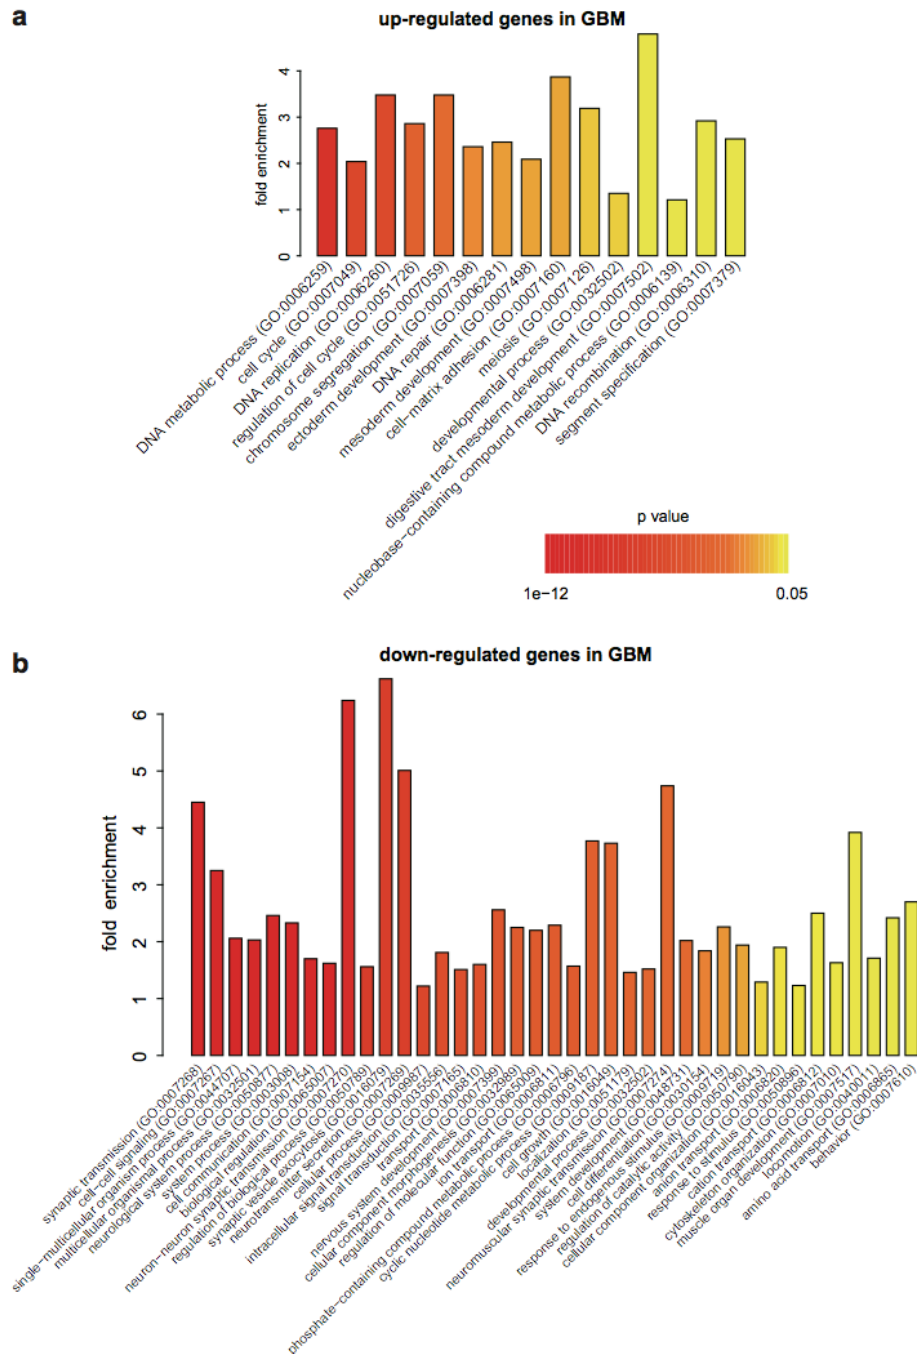 a
up-regulated genes in GBM
fold enrichment
4
3
2
1
0
DNA metabolic process (GO:0006259)
cell cycle (GO:0007049)
DNA replication (GO:0006260)
regulation of cell cycle (GO:0051726)
chromosome segregation (GO:0007059)
ectoderm development (GO:0007398)
DNA repair (GO:0006281)
mesoderm development (GO:0007498)
cell-matrix adhesion (GO:0007160)
meiosis (GO:0007126)
developmental process (GO:0032502)
digestive tract mesoderm development (GO:0007502)
nucleobase-containing compound metabolic process (GO:0006139)
DNA recombination (GO:0006310)
segment specification (GO:0007379)
p value
1e-12
0.05
b
down-regulated genes in GBM
fold enrichment
6
5
4
3
2
1
0
synaptic transmission (GO:0007268)
cell-cell signaling (GO:0007267)
single-multicellular organism process (GO:0044707)
multicellular organismal process (GO:0032501)
neurological system process (GO:0050877)
system process (GO:0003008)
cell communication (GO:0007154)
biological regulation (GO:0065007)
neuron-neuron synaptic transmission (GO:0007270)
regulation of biological process (GO:0050789)
synaptic vesicle exocytosis (GO:0016079)
neurotransmitter secretion (GO:0007269)
cellular process (GO:0009987)
intracellular signal transduction (GO:0035556)
signal transduction (GO:0007165)
transport (GO:0006810)
nervous system development (GO:0007399)
cellular component morphogenesis (GO:0032989)
regulation of molecular function (GO:0065009)
ion transport (GO:0006811)
phosphate-containing compound metabolic process (GO:0006796)
cyclic nucleotide metabolic process (GO:0009187)
cell growth (GO:0016049)
localization (GO:0051179)
developmental process (GO:0032502)
neuromuscular synaptic transmission (GO:0007274)
system development (GO:0048731)
cell differentiation (GO:0030154)
response to endogenous stimulus (GO:0009719)
regulation of catalytic activity (GO:0050790)
cellular component organization (GO:0016043)
anion transport (GO:0006820)
response to stimulus (GO:0050896)
cation transport (GO:0006812)
cytoskeleton organization (GO:0007010)
muscle organ development (GO:0007517)
locomotion (GO:0040011)
amino acid transport (GO:0006865)
behavior (GO:0007610)